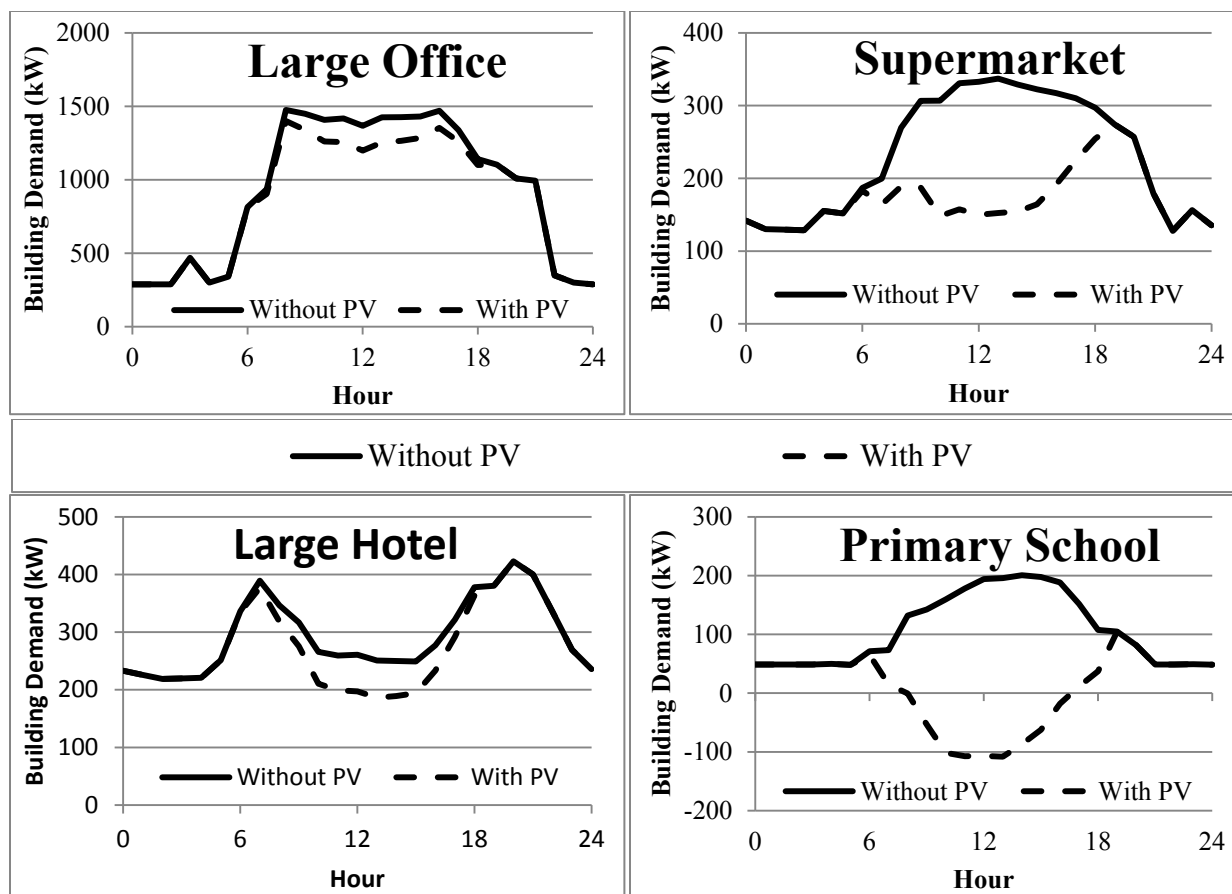 Large Office
Building Demand (kW)
2000
1500
1000
500
0
Without PV With PV
0 6 12 18 24
Hour
Supermarket
Building Demand (kW)
400
300
200
100
0
Without PV With PV
0 6 12 18 24
Hour
Without PV With PV
Large Hotel
Building Demand (kW)
500
400
300
200
100
0
Without PV With PV
0 6 12 18 24
Hour
Primary School
Building Demand (kW)
300
200
100
0
-100
-200
6 12 18 24
Without PV With PV
Hour